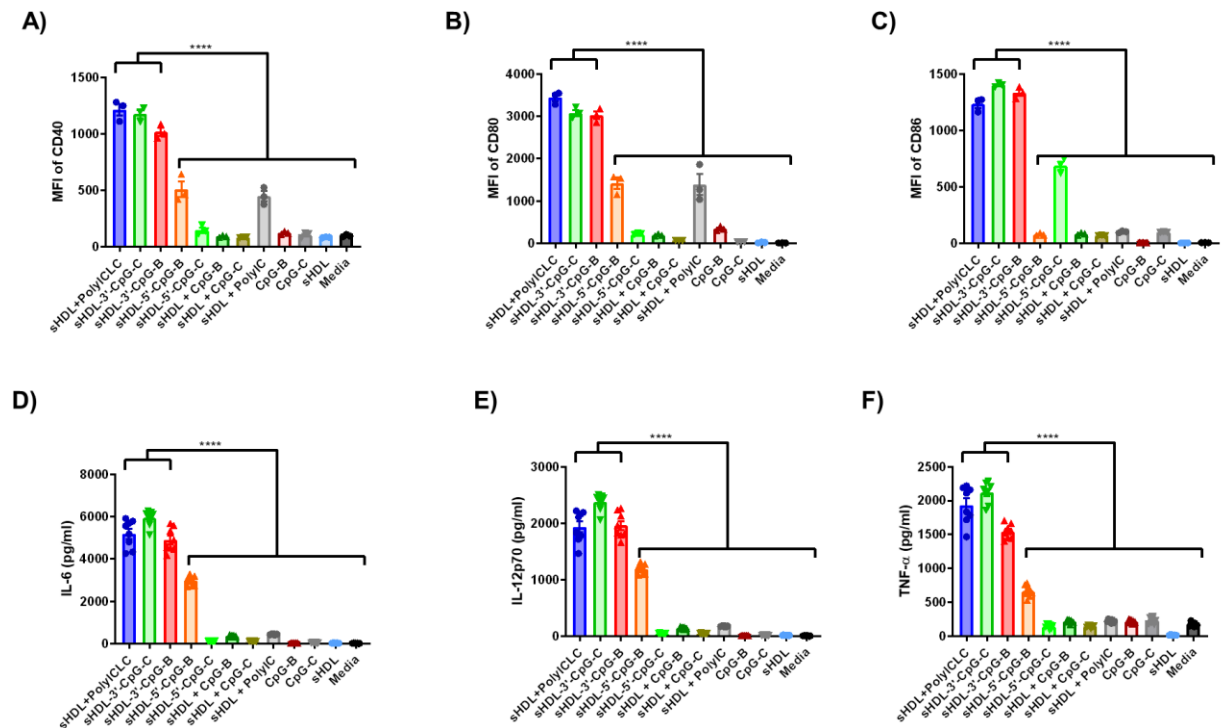 A)
****
MFI of CD40
1500
1000
500
0
sHDL+PolyICLC
sHDL-3'-CpG-C
sHDL-3'-CpG-B
sHDL-5'-CpG-B
sHDL-5'-CpG-C
sHDL + CpG-B
sHDL + CpG-C
sHDL + PolyIC
CpG-B
CpG-C
sHDL
Media
B)
****
MFI of CD80
4000
3000
2000
1000
0
sHDL+PolyICLC
sHDL-3'-CpG-C
sHDL-3'-CpG-B
sHDL-5'-CpG-B
sHDL-5'-CpG-C
sHDL + CpG-B
sHDL + CpG-C
sHDL + PolyIC
CpG-B
CpG-C
sHDL
Media
C)
****
MFI of CD86
1500
1000
500
0
sHDL+PolyICLC
sHDL-3'-CpG-C
sHDL-3'-CpG-B
sHDL-5'-CpG-B
sHDL-5'-CpG-C
sHDL + CpG-B
sHDL + CpG-C
sHDL + PolyIC
CpG-B
CpG-C
sHDL
Media
D)
****
IL-6 (pg/ml)
8000
6000
4000
2000
0
sHDL+PolyICLC
sHDL-3'-CpG-C
sHDL-3'-CpG-B
sHDL-5'-CpG-B
sHDL-5'-CpG-C
sHDL + CpG-B
sHDL + CpG-C
sHDL + PolyIC
CpG-B
CpG-C
sHDL
Media
E)
****
IL-12p70 (pg/ml)
3000
2000
1000
0
sHDL+PolyICLC
sHDL-3'-CpG-C
sHDL-3'-CpG-B
sHDL-5'-CpG-B
sHDL-5'-CpG-C
sHDL + CpG-B
sHDL + CpG-C
sHDL + PolyIC
CpG-B
CpG-C
sHDL
Media
F)
****
TNF-α (pg/ml)
2500
2000
1500
1000
500
0
sHDL+PolyICLC
sHDL-3'-CpG-C
sHDL-3'-CpG-B
sHDL-5'-CpG-B
sHDL-5'-CpG-C
sHDL + CpG-B
sHDL + CpG-C
sHDL + PolyIC
CpG-B
CpG-C
sHDL
Media